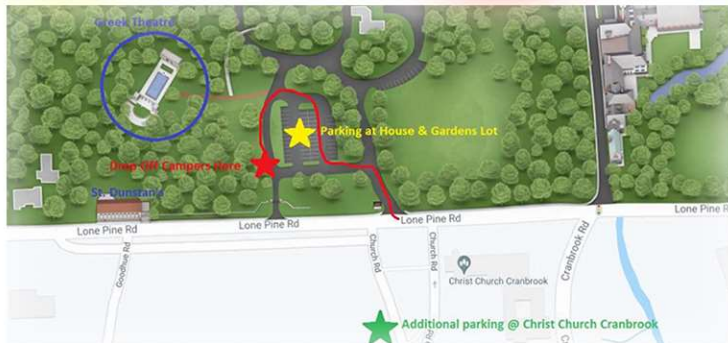 Greek Theatre
Parking at House & Gardens Lot
Drop Off Campers Here
St. Dunstan's
Lone Pine Rd
Lone Pine Rd
Lone Pine Rd
Lone Pine R
Goodhue Rd
Church Rd
Church Rd
Cranbrook Rd
Christ Church Cranbrook
Additional parking @ Christ Church Cranbrook